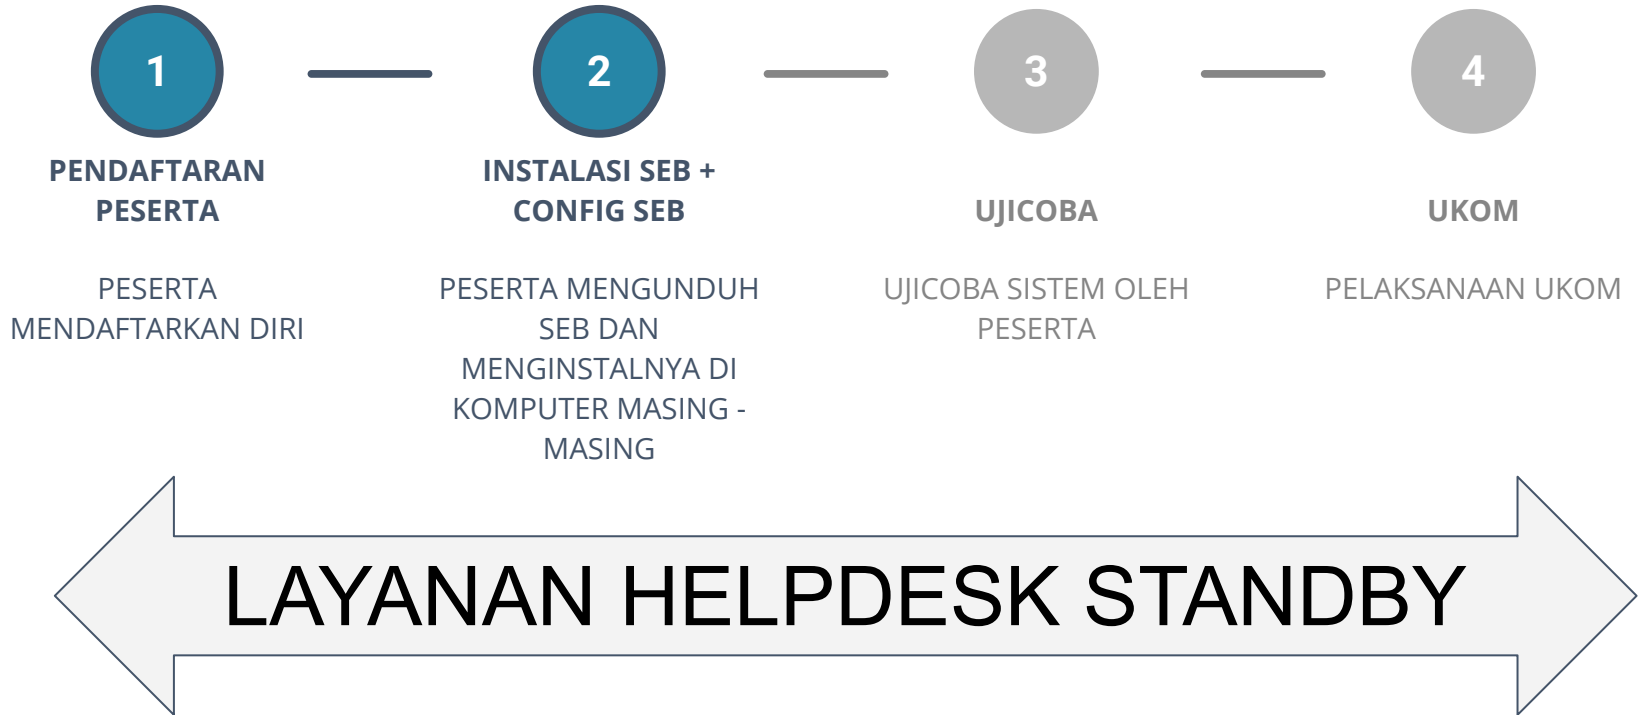 1
2
3
4
PENDAFTARAN
PESERTA
PESERTA
MENDAFTARKAN DIRI
INSTALASI SEB +
CONFIG SEB
PESERTA MENGUNDUH
SEB DAN
MENGINSTALNYA DI
KOMPUTER MASING -
MASING
UJICOBA
UJICOBA SISTEM OLEH
PESERTA
UKOM
PELAKSANAAN UKOM
LAYANAN HELPDESK STANDBY